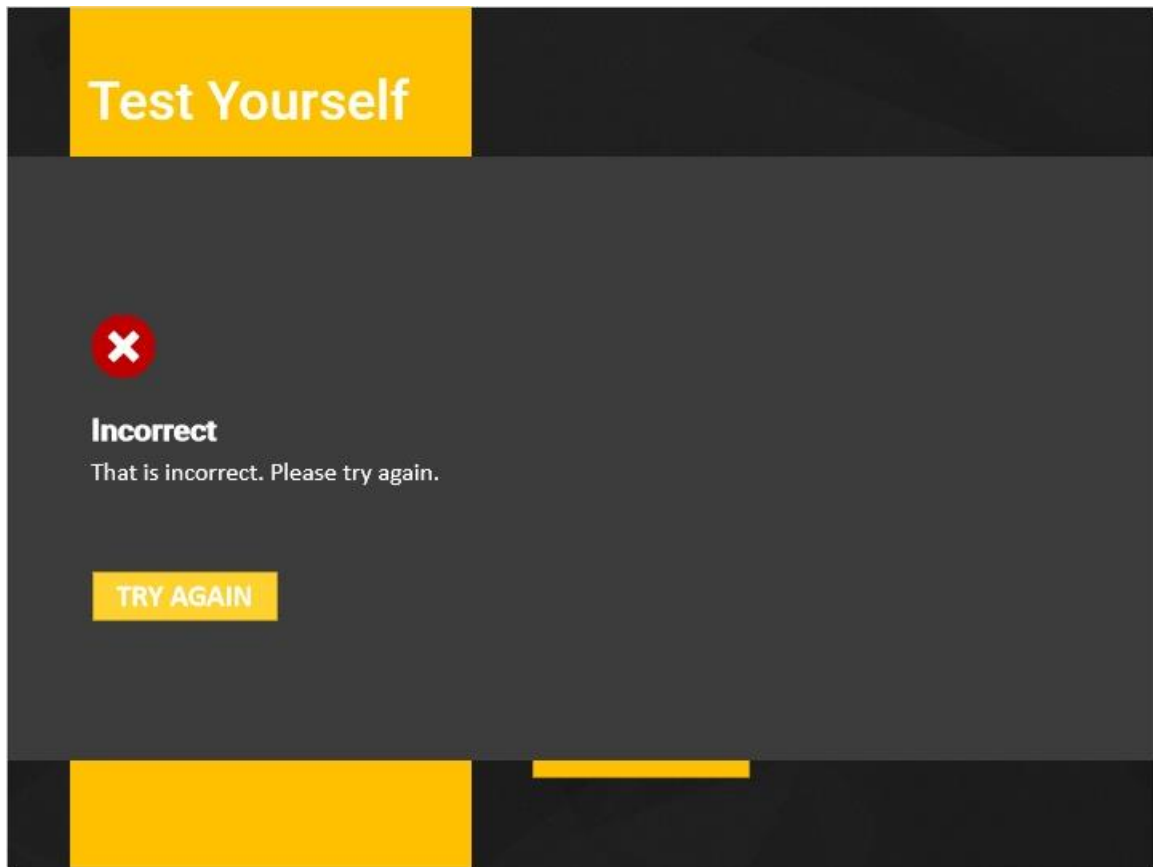 Test Yourself
Incorrect
That is incorrect. Please try again.
TRY AGAIN